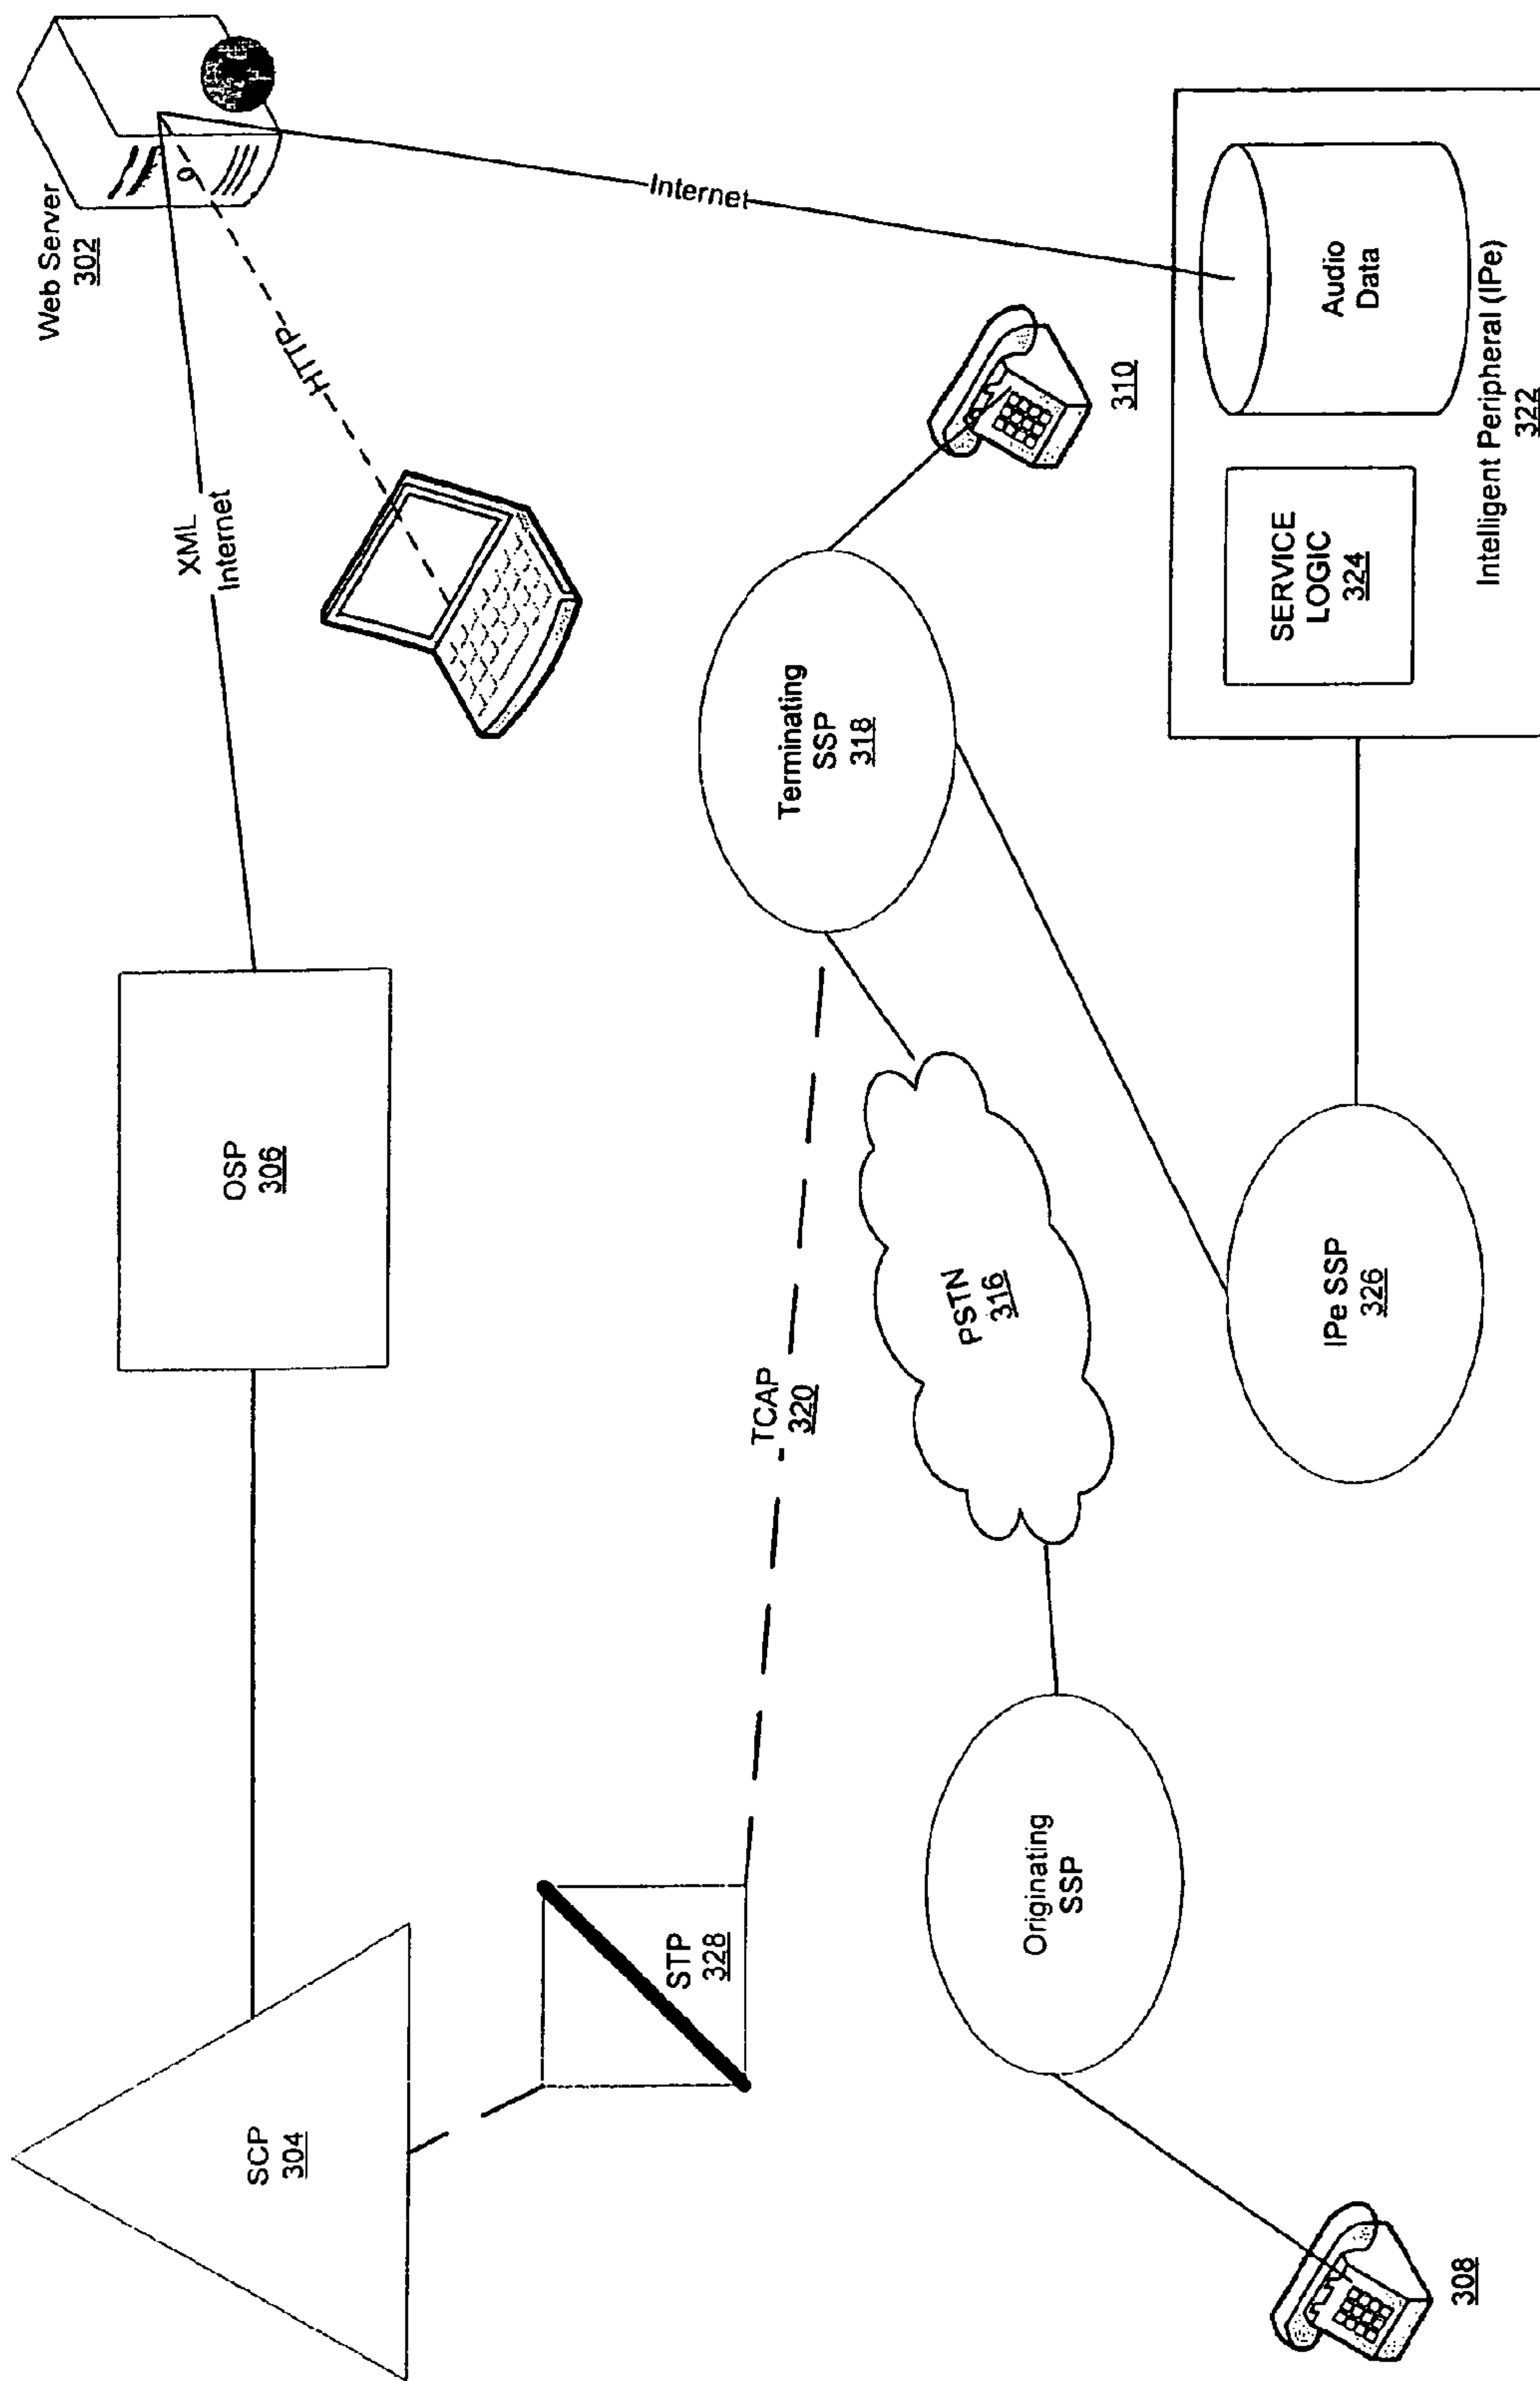 SCP
304
OSP
306
XML
Internet
Web Server
302
HTTP
STP
328
TCAP
320
Terminating
SSP
318
310
Internet
PSTN
316
Originating
SSP
308
IPe SSP
326
SERVICE
LOGIC
324
Audio
Data
Intelligent Peripheral (IPe)
322